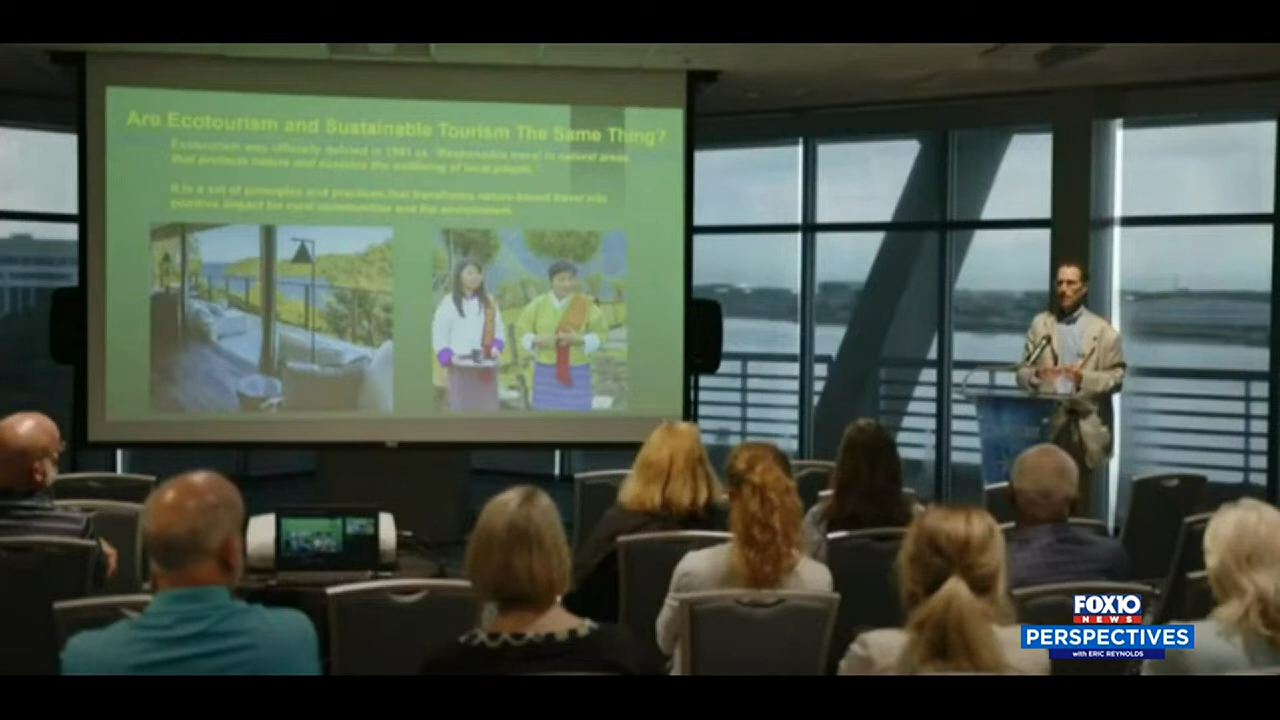 Are Ecotourism and Sustainable Tourism The Same Thing?
Ecotourism was officially defined in 1991 as "Responsible travel to natural areas
that protects nature and sustains the wellbeing of local people."
It is a set of principles and practices that transforms nature-based travel into
positive impact for rural communities and the environment.
FOX10
NEWS
PERSPECTIVES
with ERIC REYNOLDS